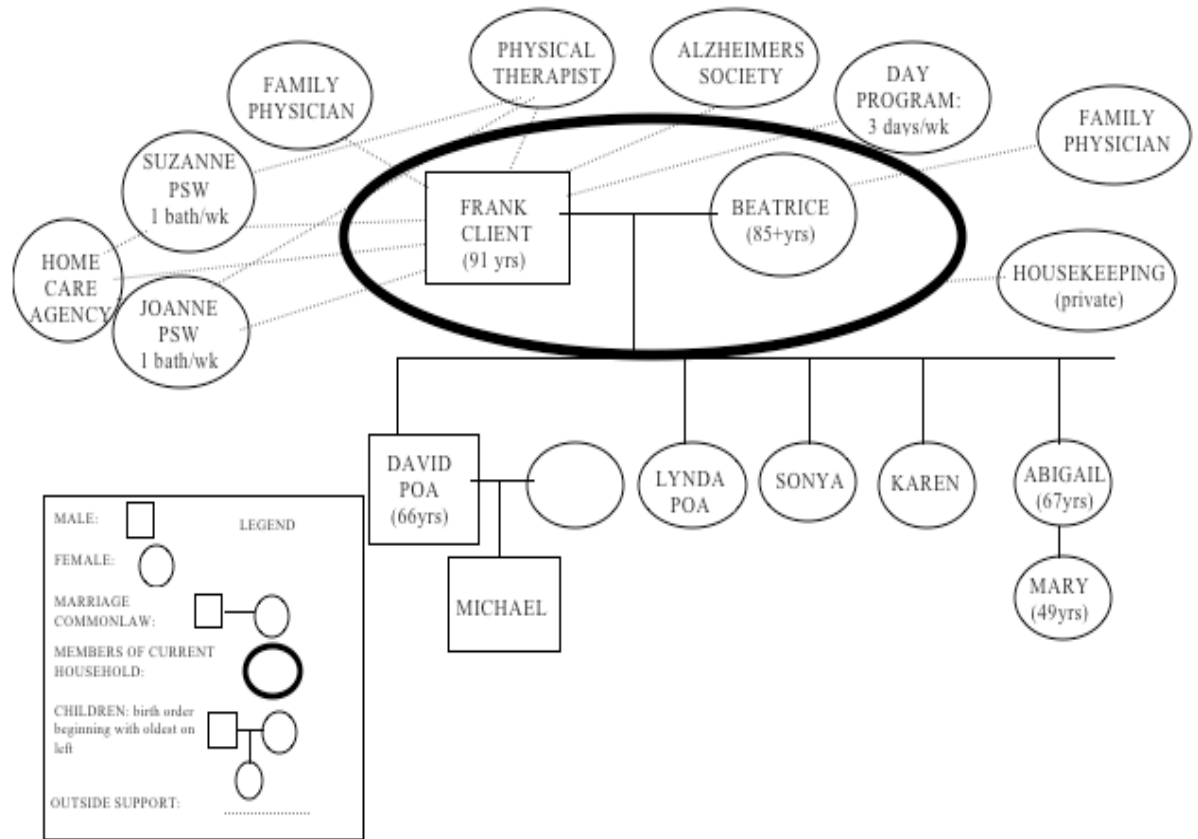 PHYSICAL
THERAPIST
ALZHEIMERS
SOCIETY
FAMILY
PHYSICIAN
DAY
PROGRAM:
3 days/wk
FAMILY
PHYSICIAN
SUZANNE
PSW
1 bath/wk
FRANK
CLIENT
(91 yrs)
BEATRICE
(85+yrs)
HOME
CARE
AGENCY
JOANNE
PSW
1 bath/wk
HOUSEKEEPING
(private)
DAVID
POA
(66yrs)
LYNDA
POA
SONYA
KAREN
ABIGAIL
(67yrs)
MICHAEL
MARY
(49yrs)
LEGEND
MALE:
FEMALE:
MARRIAGE
COMMONLAW:
MEMBERS OF CURRENT
HOUSEHOLD:
CHILDREN: birth order
beginning with oldest on
left
OUTSIDE SUPPORT: